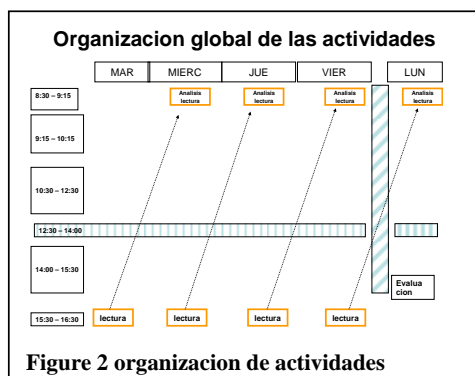 Organizacion global de las actividades
MAR MIERC JUE VIER LUN
8:30 – 9:15
Analisis
lectura
Analisis
lectura
Analisis
lectura
Analisis
lectura
9:15 – 10:15
10:30 – 12:30
12:30 – 14:00
14:00 – 15:30
Evalua
cion
15:30 – 16:30
lectura
lectura
lectura
lectura
Figure 2 organizacion de actividades